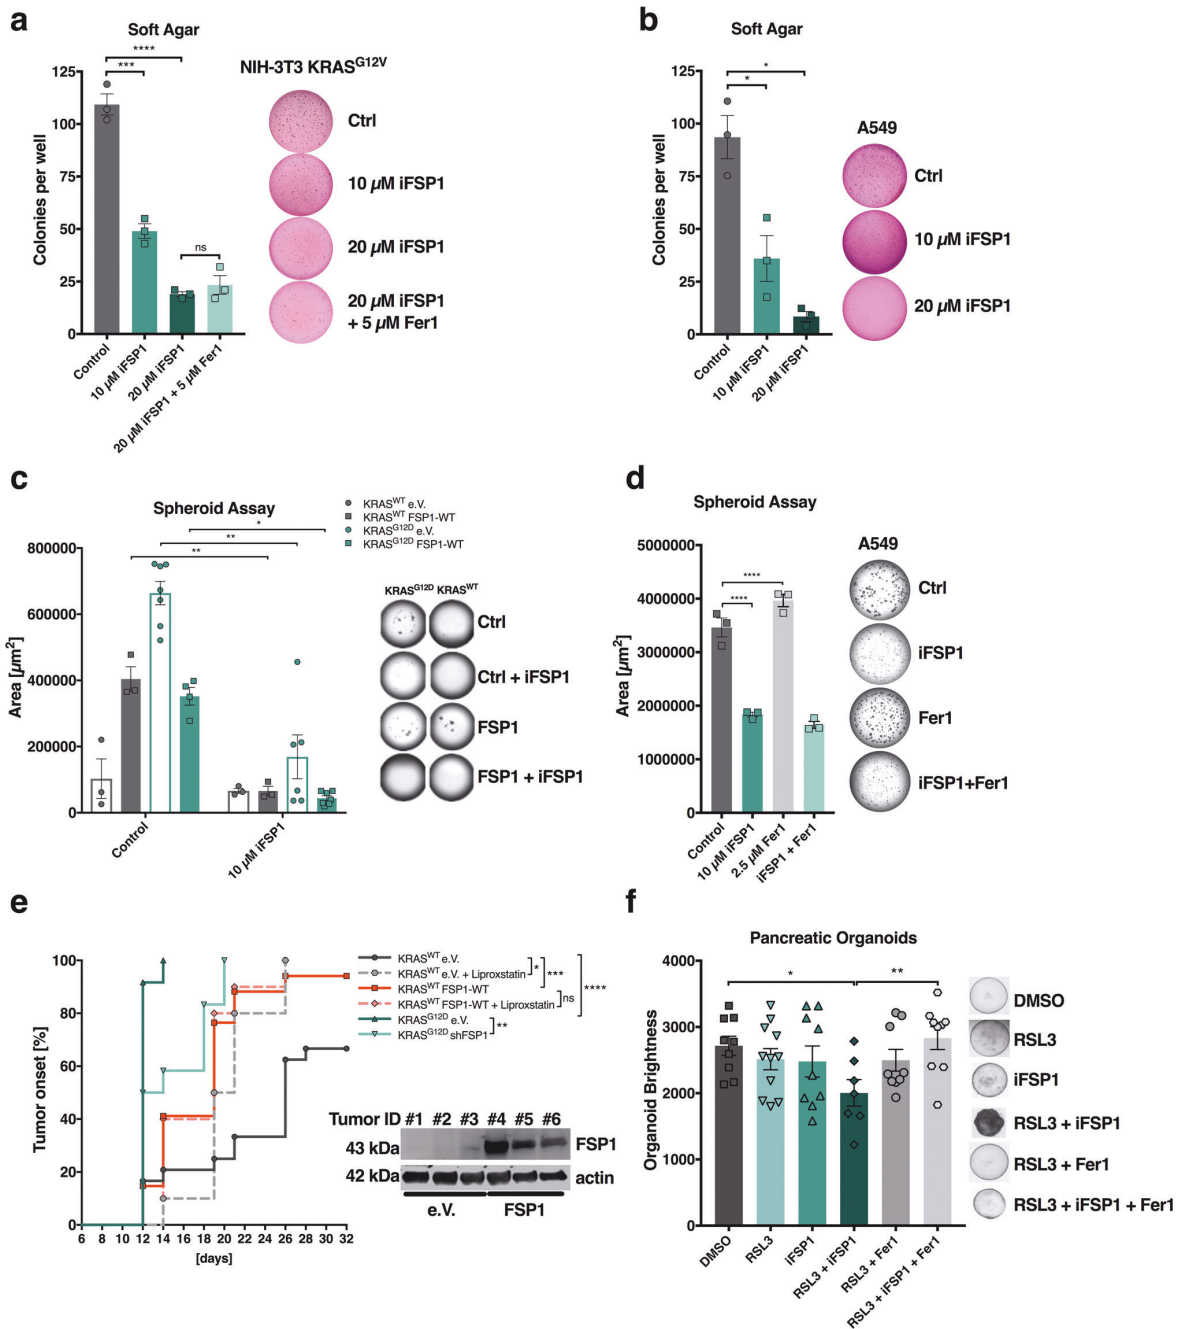 a
Soft Agar
****
***
ns
Colonies per well
125
100
75
50
25
0
Control
10 µM iFSP1
20 µM iFSP1
20 µM iFSP1 + 5 µM Fer1
NIH-3T3 KRASG12V
Ctrl
10 µM iFSP1
20 µM iFSP1
20 µM iFSP1
+ 5 µM Fer1
b
Soft Agar
*
*
Colonies per well
125
100
75
50
25
0
Control
10 µM iFSP1
20 µM iFSP1
A549
Ctrl
10 µM iFSP1
20 µM iFSP1
c
Spheroid Assay
KRASWT e.V.
KRASWT FSP1-WT
KRASG12D e.V.
KRASG12D FSP1-WT
*
**
**
Area [µm2]
800000
600000
400000
200000
0
Control
10 µM iFSP1
KRASG12D KRASWT
Ctrl
Ctrl + iFSP1
FSP1
FSP1 + iFSP1
d
Spheroid Assay
****
****
Area [µm2]
5000000
4000000
3000000
2000000
1000000
0
Control
10 µM iFSP1
2.5 µM Fer1
iFSP1 + Fer1
A549
Ctrl
iFSP1
Fer1
iFSP1+Fer1
e
Tumor onset [%]
100
80
60
40
20
0
6 8 10 12 14 16 18 20 22 24 26 28 30 32
[days]
KRASWT e.V.
KRASWT e.V. + Liproxstatin
KRASWT FSP1-WT
KRASWT FSP1-WT + Liproxstatin
KRASG12D e.V.
KRASG12D shFSP1
*
***
ns
**
****
Tumor ID #1 #2 #3 #4 #5 #6
43 kDa FSP1
42 kDa actin
e.V. FSP1
f
Pancreatic Organoids
*
**
Organoid Brightness
4000
3000
2000
1000
0
DMSO
RSL3
iFSP1
RSL3 + iFSP1
RSL3 + Fer1
RSL3 + iFSP1 + Fer1
DMSO
RSL3
iFSP1
RSL3 + iFSP1
RSL3 + Fer1
RSL3 + iFSP1 + Fer1